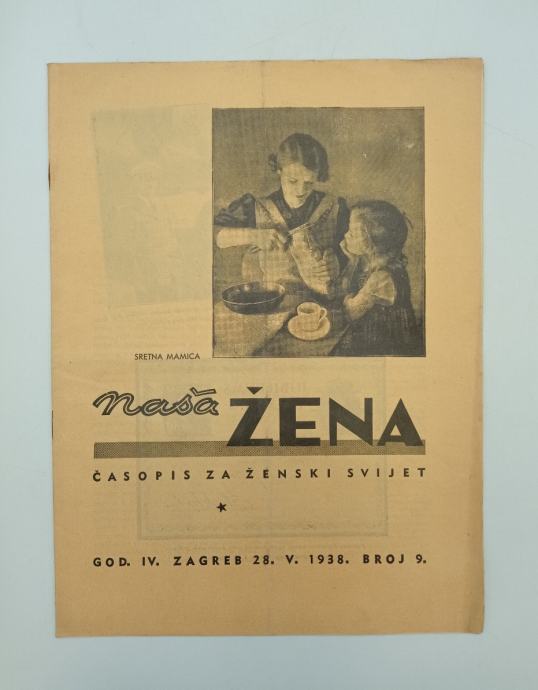 SRETNA MAMICA
naša ŽENA
ČASOPIS ZA ŽENSKI SVIJET
GOD. IV. ZAGREB 28. V. 1938. BROJ 9.